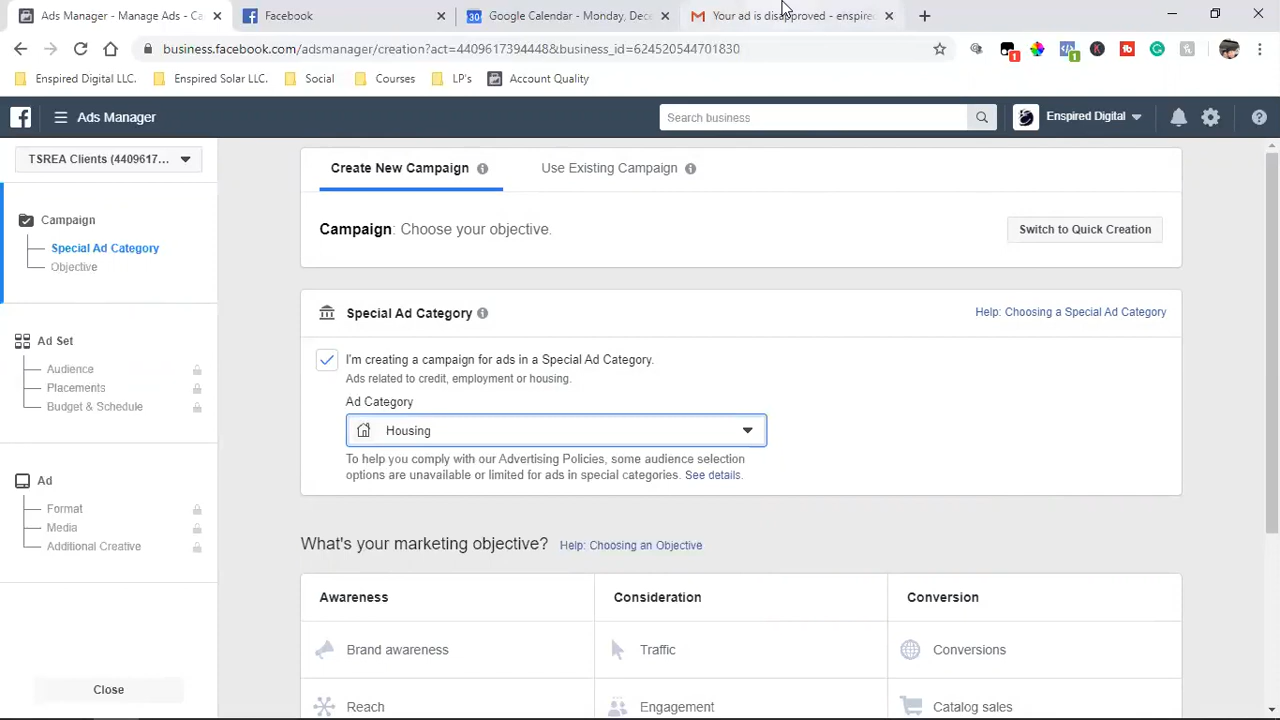 Ads Manager - Manage Ads - Ca
Facebook
30 Google Calendar - Monday, Dece
Your ad is disapproved - enspired
business.facebook.com/adsmanager/creation?act=4409617394448&business_id=624520544701830
1
1
Enspired Digital LLC.
Enspired Solar LLC.
Social
Courses
LP's
Account Quality
Ads Manager
Search business
Enspired Digital
TSREA Clients (4409617...
Create New Campaign
Use Existing Campaign
Campaign
Special Ad Category
Objective
Campaign: Choose your objective.
Switch to Quick Creation
Special Ad Category
Help: Choosing a Special Ad Category
Ad Set
Audience
Placements
Budget & Schedule
I'm creating a campaign for ads in a Special Ad Category.
Ads related to credit, employment or housing.
Ad Category
Housing
To help you comply with our Advertising Policies, some audience selection
options are unavailable or limited for ads in special categories. See details.
Ad
Format
Media
Additional Creative
What's your marketing objective? Help: Choosing an Objective
Awareness
Consideration
Conversion
Brand awareness
Traffic
Conversions
Reach
Engagement
Catalog sales
Close